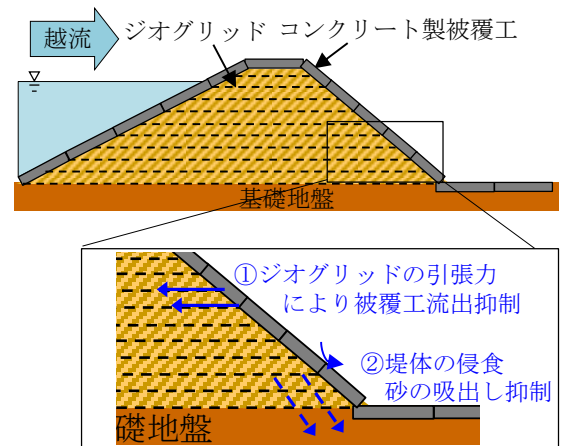 越流
ジオグリッド コンクリート製被覆工
基礎地盤
①ジオグリッドの引張力
により被覆工流出抑制
②堤体の侵食
砂の吸出し抑制
礎地盤